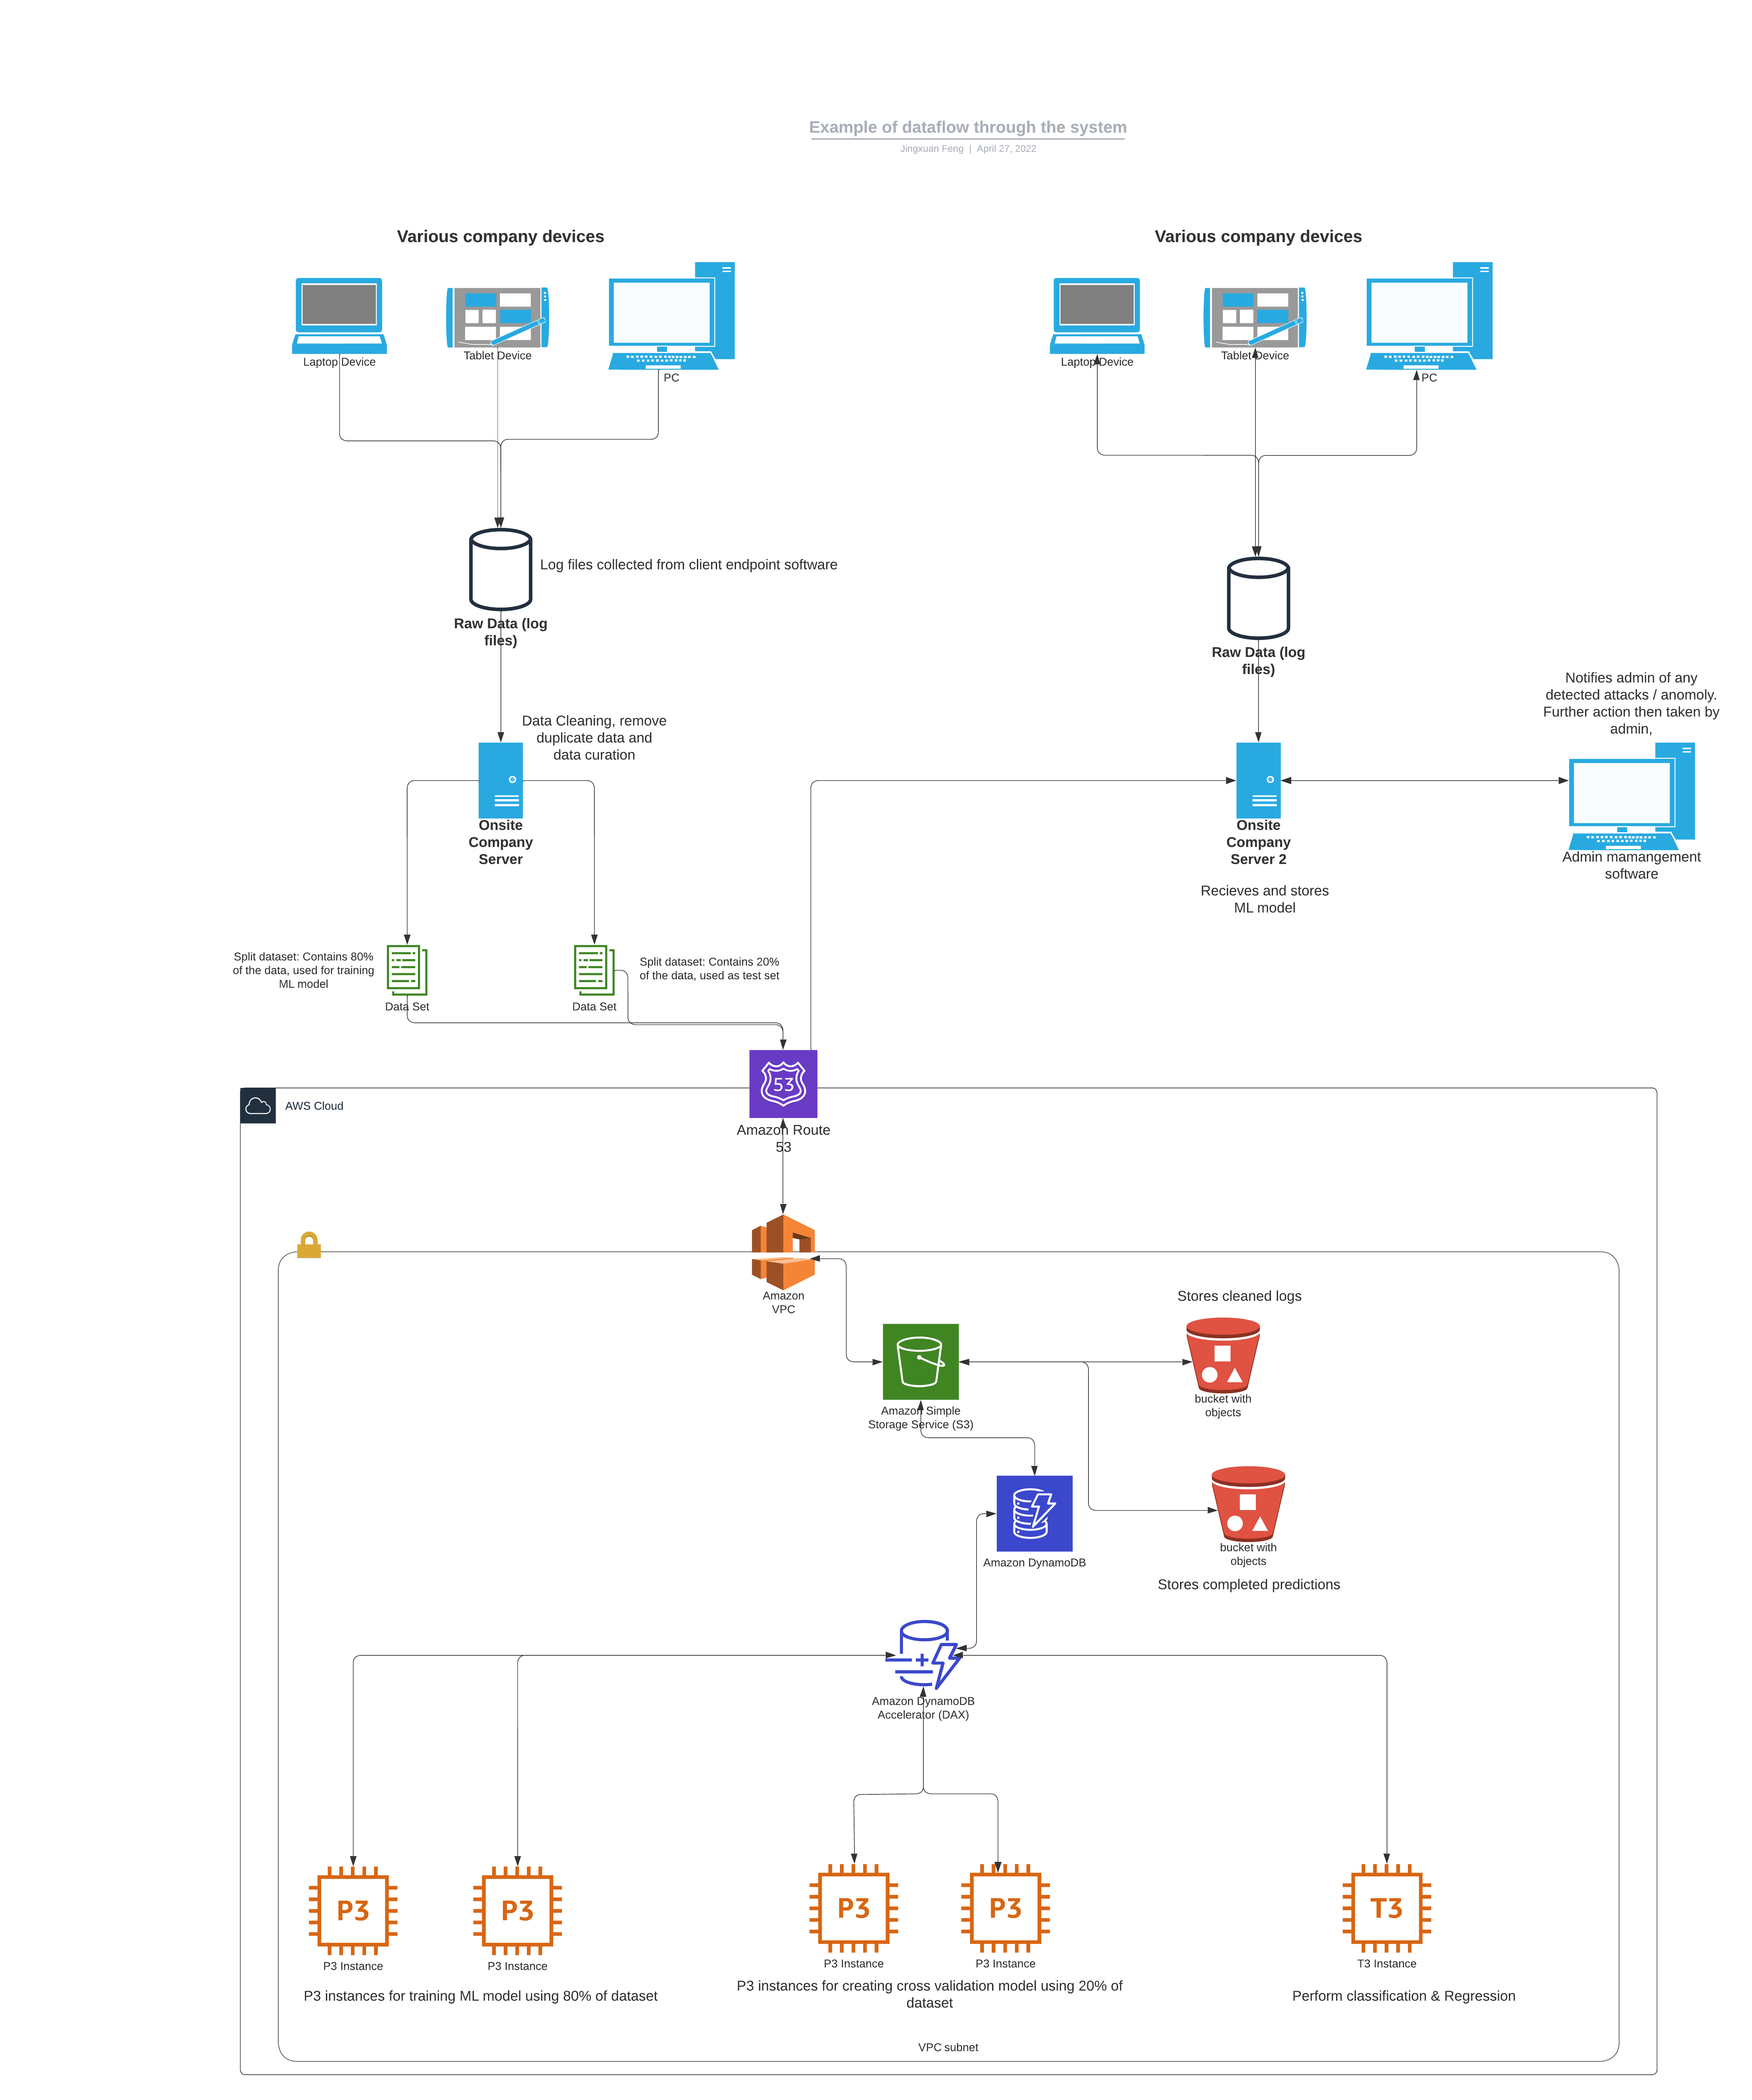 Example of dataflow through the system
Jingxuan Feng | April 27, 2022
Various company devices
Various company devices
Laptop Device
Tablet Device
PC
Laptop Device
Tablet Device
PC
Log files collected from client endpoint software
Raw Data (log
files)
Raw Data (log
files)
Notifies admin of any
detected attacks / anomoly.
Further action then taken by
admin,
Data Cleaning, remove
duplicate data and
data curation
Onsite
Company
Server
Onsite
Company
Server 2
Admin mamangement
software
Recieves and stores
ML model
Split dataset: Contains 80%
of the data, used for training
ML model
Data Set
Data Set
Split dataset: Contains 20%
of the data, used as test set
53
AWS Cloud
Amazon Route
53
Amazon
VPC
Stores cleaned logs
bucket with
objects
Amazon Simple
Storage Service (S3)
Amazon DynamoDB
bucket with
objects
Stores completed predictions
Amazon DynamoDB
Accelerator (DAX)
P3
P3
P3
P3
T3
P3 Instance
P3 Instance
P3 Instance
P3 Instance
T3 Instance
P3 instances for training ML model using 80% of dataset
P3 instances for creating cross validation model using 20% of
dataset
Perform classification & Regression
VPC subnet